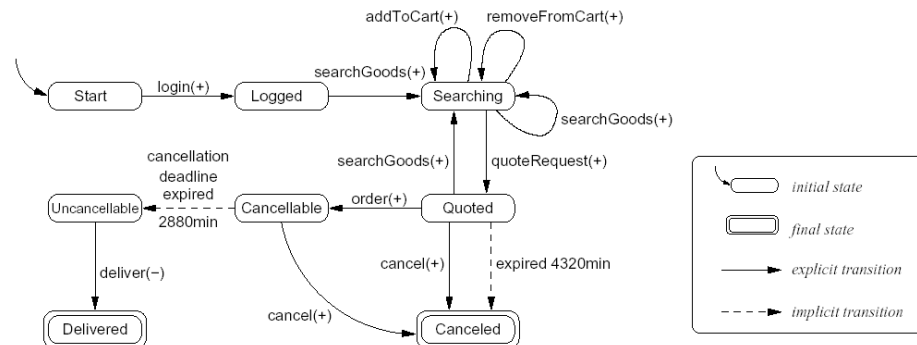 addToCart(+)
removeFromCart(+)
login(+)
searchGoods(+)
Start
Logged
Searching
searchGoods(+)
searchGoods(+)
quoteRequest(+)
cancellation
deadline
expired
2880min
Uncancellable
Cancellable
order(+)
Quoted
deliver(−)
cancel(+)
expired 4320min
cancel(+)
Delivered
Canceled
initial state
final state
explicit transition
implicit transition